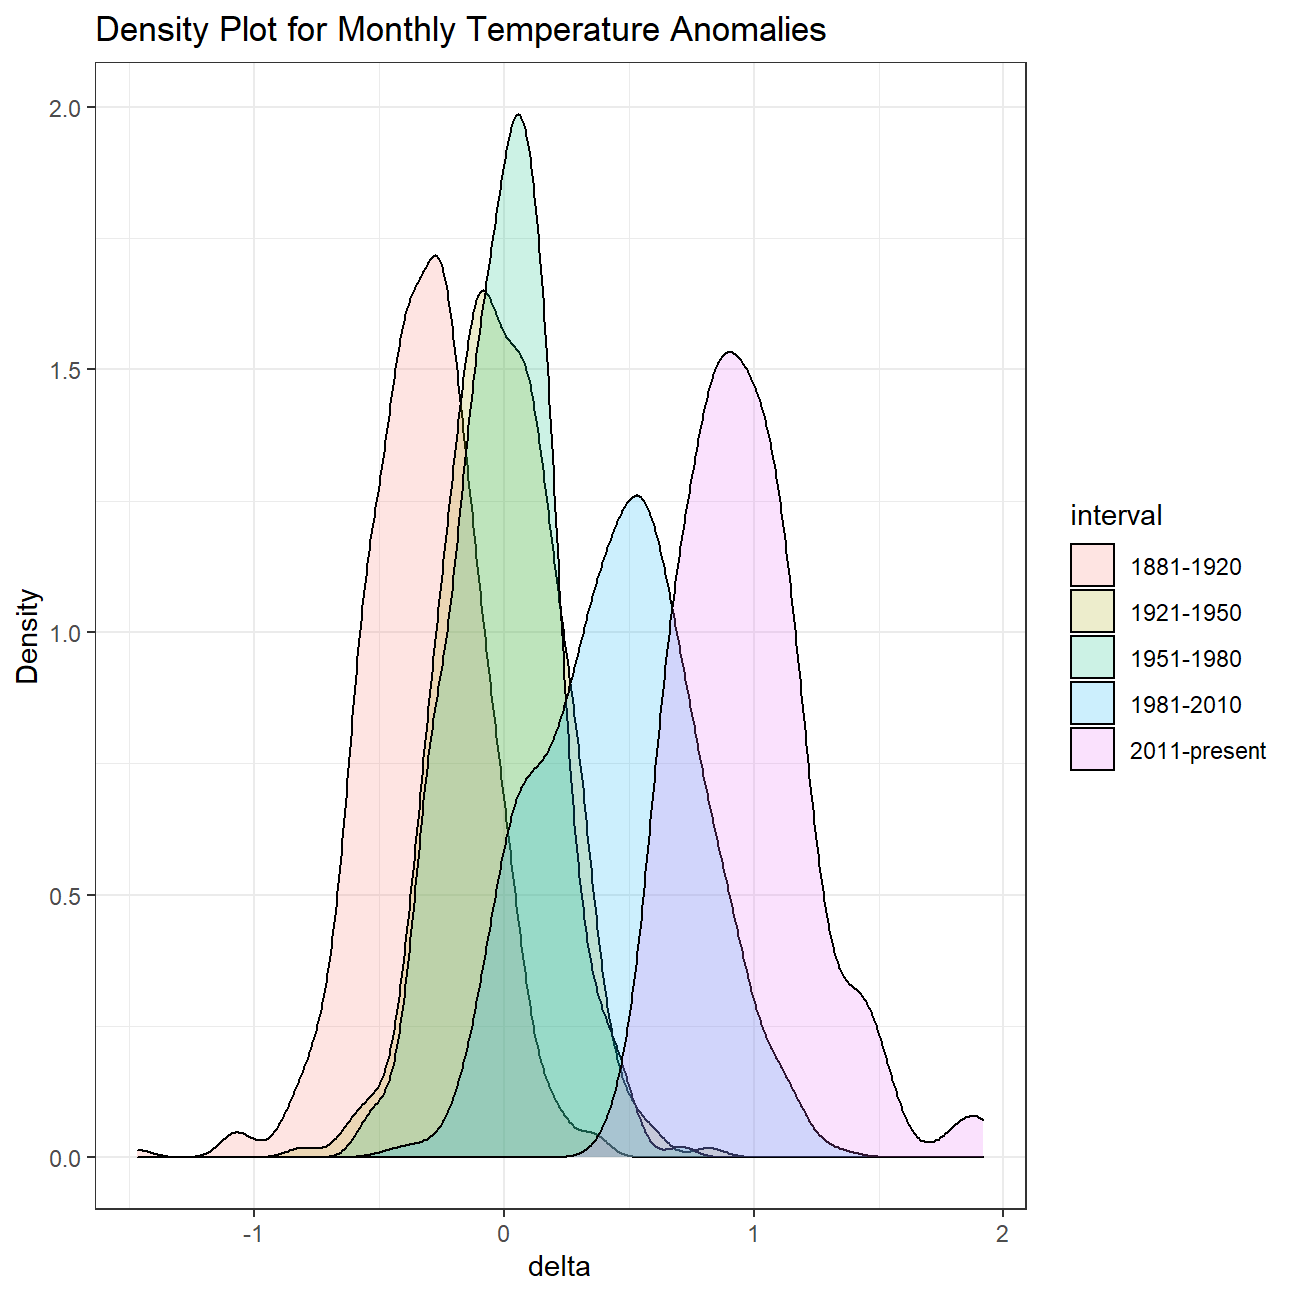 Density Plot for Monthly Temperature Anomalies
2.0
1.5
1.0
0.5
0.0
Density
-1
0
1
2
delta
interval
1881-1920
1921-1950
1951-1980
1981-2010
2011-present